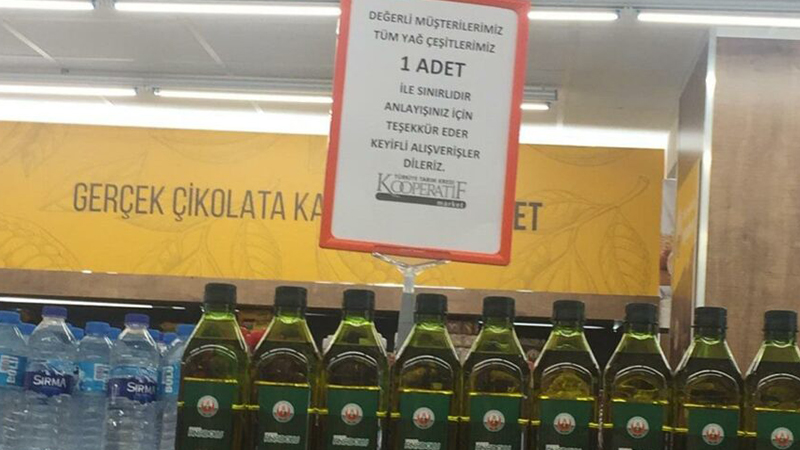 DEĞERLİ MÜŞTERİLERİMİZ
TÜM YAĞ ÇEŞİTLERİMİZ
1 ADET
İLE SINIRLIDIR
ANLAYIŞINIZ İÇİN
TEŞEKKÜR EDER
KEYİFLİ ALIŞVERİŞLER
DİLERİZ.
TÜRKİYE TARIM KREDİ
KOOPERATİF
market
GERÇEK ÇİKOLATA KA
ET
SIRMA
SIRMA